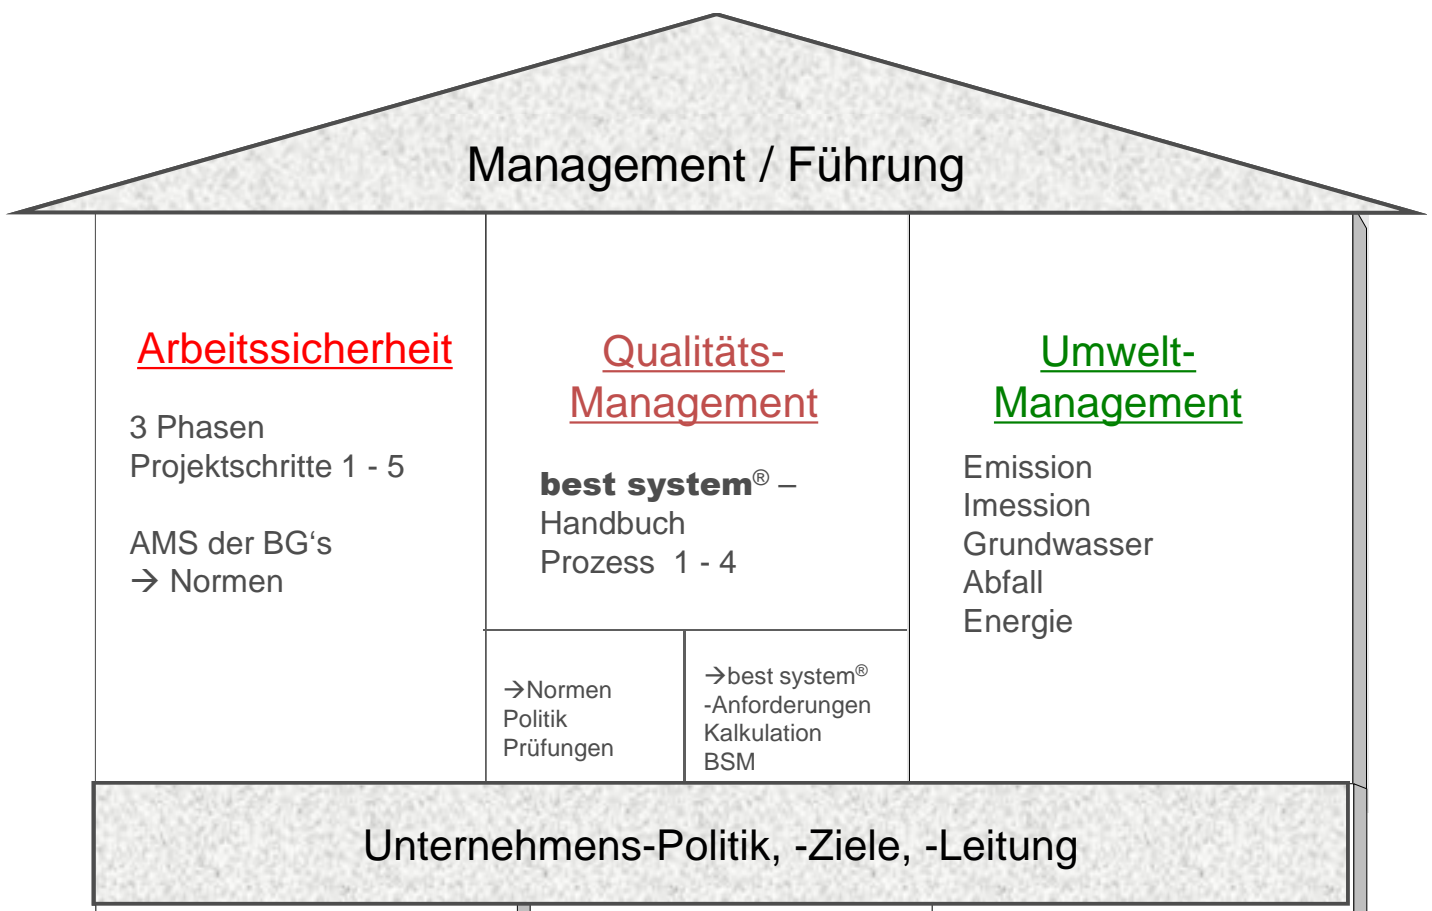 Management / Führung
Arbeitssicherheit
3 Phasen
Projektschritte 1 - 5
AMS der BG‘s
→ Normen
Qualitäts-
Management
best system® –
Handbuch
Prozess 1 - 4
→Normen
Politik
Prüfungen
→best system®
-Anforderungen
Kalkulation
BSM
Umwelt-
Management
Emission
Imession
Grundwasser
Abfall
Energie
Unternehmens-Politik, -Ziele, -Leitung